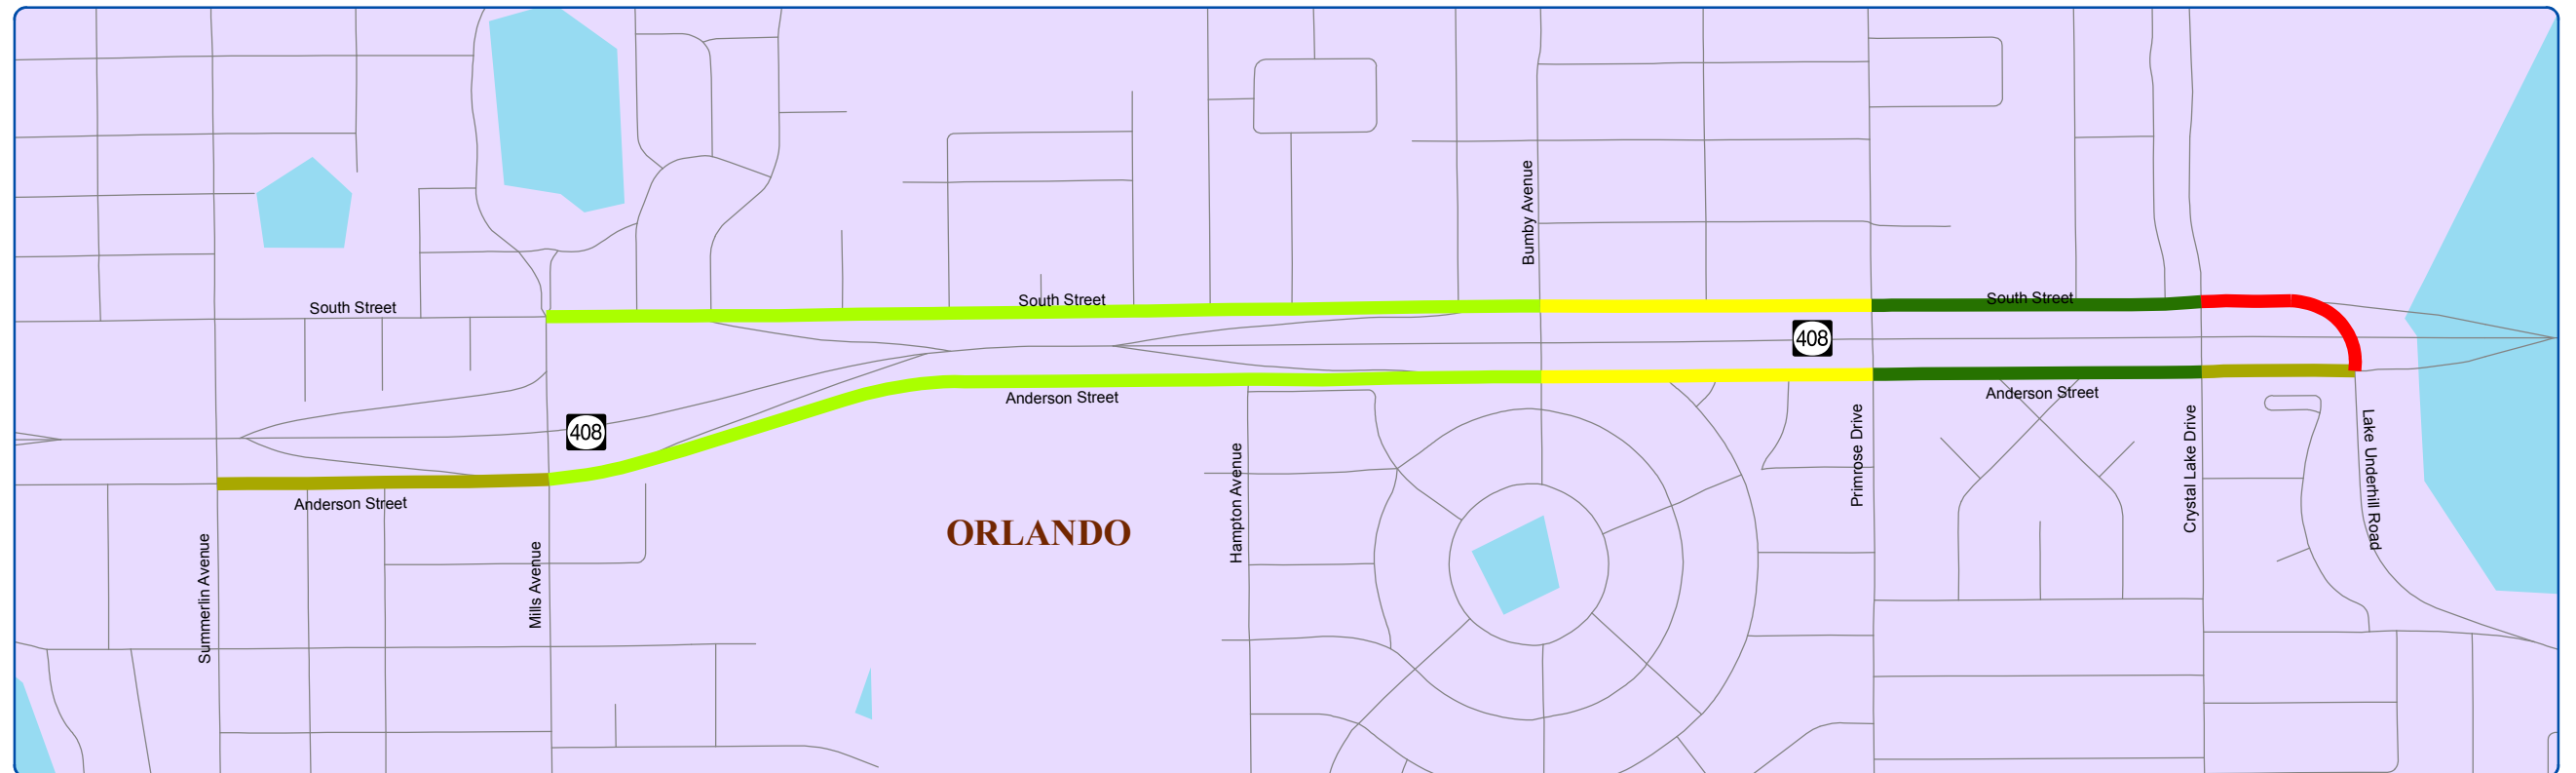 Bumby Avenue
South Street
South Street
South Street
408
408
Anderson Street
Anderson Street
Anderson Street
Summerlin Avenue
Mills Avenue
ORLANDO
Hampton Avenue
Primrose Drive
Crystal Lake Drive
Lake Underhill Road